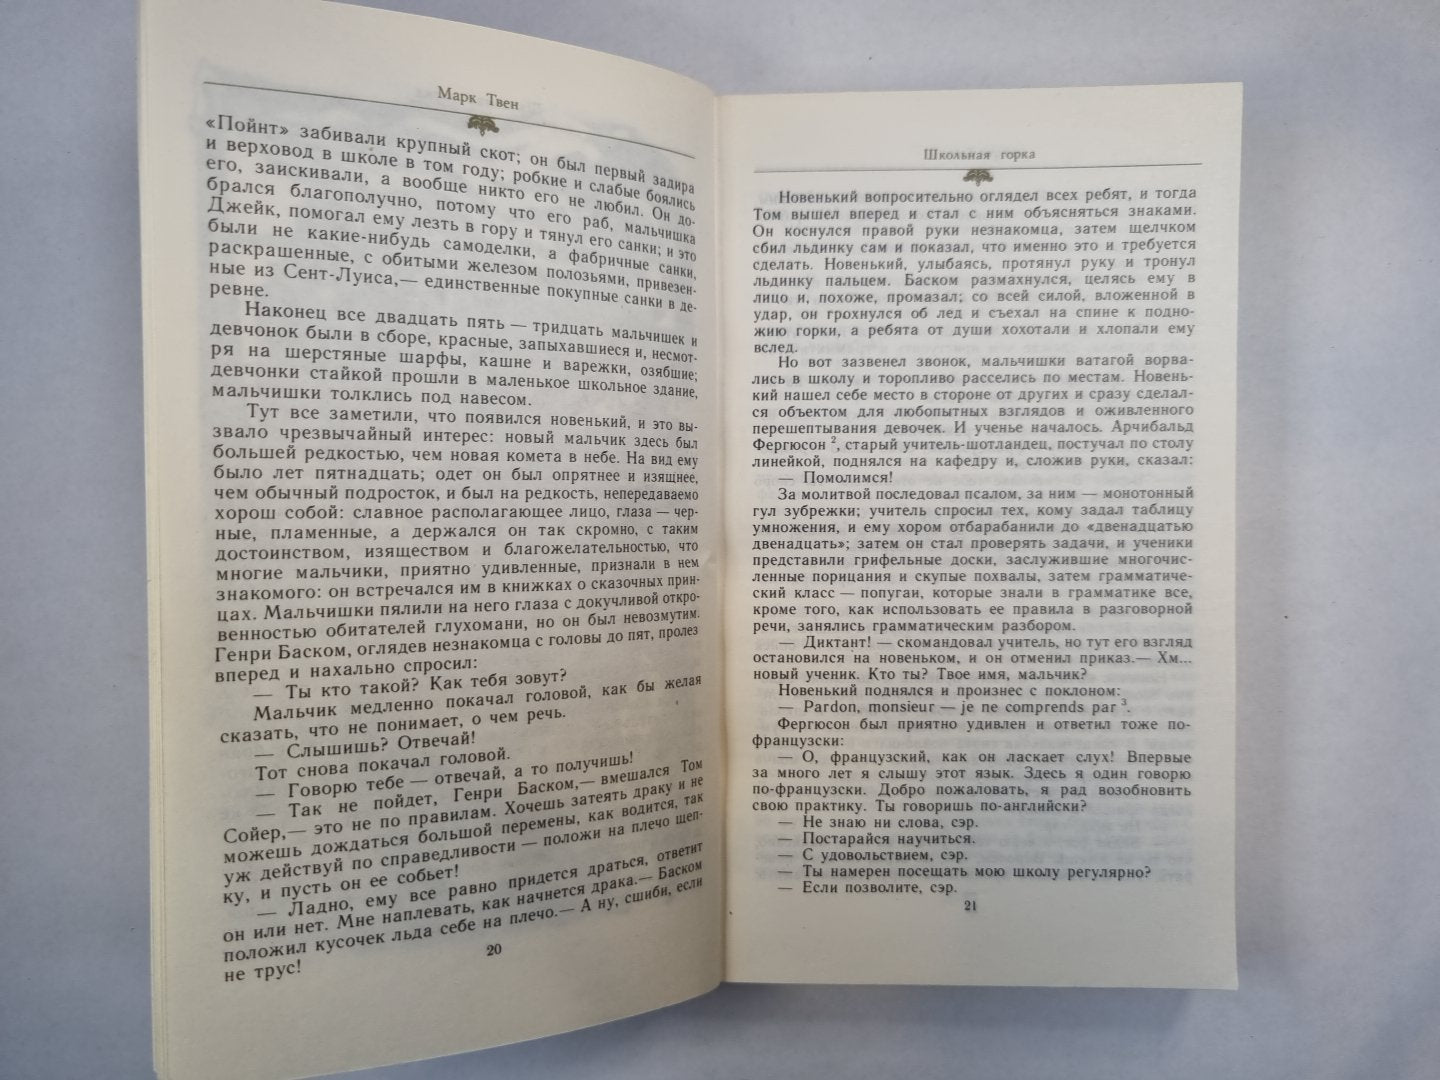 Марк Твен
«Пойнт» забивали крупный скот; он был первый задира
и верховод в школе в том году; робкие и слабые боялись
его, заискивали, а вообще никто его не любил. Он до-
брался благополучно, потому что его раб, мальчишка
Джейк, помогал ему лезть в гору и тянул его санки; и это
были не какие-нибудь самоделки, а фабричные санки,
раскрашенные, с обитыми железом полозьями, привезен-
ные из Сент-Луиса,— единственные покупные санки в де-
ревне.
Наконец все двадцать пять — тридцать мальчишек и
девчонок были в сборе, красные, запыхавшиеся и, несмот-
ря на шерстяные шарфы, кашне и варежки, озябшие;
девчонки стайкой прошли в маленькое школьное здание,
мальчишки толклись под навесом.
Тут все заметили, что появился новенький, и это вы-
звало чрезвычайный интерес: новый мальчик здесь был
большей редкостью, чем новая комета в небе. На вид ему
было лет пятнадцать; одет он был опрятнее и изящнее,
чем обычный подросток, и был на редкость, непередаваемо
хорош собой: славное располагающее лицо, глаза — чер-
ные, пламенные, а держался он так скромно, с таким
достоинством, изяществом и благожелательностью, что
многие мальчики, приятно удивленные, признали в нем
знакомого: он встречался им в книжках о сказочных прин-
цах. Мальчишки пялили на него глаза с докучливой откро-
венностью обитателей глухомани, но он был невозмутим.
Генри Баском, оглядев незнакомца с головы до пят, пролез
вперед и нахально спросил:
— Ты кто такой? Как тебя зовут?
Мальчик медленно покачал головой, как бы желая
сказать, что не понимает, о чем речь.
— Слышишь? Отвечай!
Тот снова покачал головой.
— Говорю тебе — отвечай, а то получишь!
— Так не пойдет, Генри Баском,— вмешался Том
Сойер,— это не по правилам. Хочешь затеять драку и не
можешь дождаться большой перемены, как водится, так
уж действуй по справедливости — положи на плечо щеп-
ку, и пусть он ее собьет!
— Ладно, ему все равно придется драться, ответит
он или нет. Мне наплевать, как начнется драка.— Баском
положил кусочек льда себе на плечо.— А ну, сшиби, если
не трус!
20
Школьная горка
Новенький вопросительно оглядел всех ребят, и тогда
Том вышел вперед и стал с ним объясняться знаками.
Он коснулся правой руки незнакомца, затем щелчком
сбил льдинку сам и показал, что именно это и требуется
сделать. Новенький, улыбаясь, протянул руку и тронул
льдинку пальцем. Баском размахнулся, целясь ему в
лицо и, похоже, промазал; со всей силой, вложенной в
удар, он грохнулся об лед и съехал на спине к подно-
жию горки, а ребята от души хохотали и хлопали ему
вслед.
Но вот зазвенел звонок, мальчишки ватагой ворва-
лись в школу и торопливо расселись по местам. Новень-
кий нашел себе место в стороне от других и сразу сделал-
ся объектом для любопытных взглядов и оживленного
перешептывания девочек. И ученье началось. Арчибальд
Фергюсон ², старый учитель-шотландец, постучал по столу
линейкой, поднялся на кафедру и, сложив руки, сказал:
— Помолимся!
За молитвой последовал псалом, за ним — монотонный
гул зубрежки; учитель спросил тех, кому задал таблицу
умножения, и ему хором отбарабанили до «двенадцатью
двенадцать»; затем он стал проверять задачи, и ученики
представили грифельные доски, заслужившие многочис-
ленные порицания и скупые похвалы, затем грамматиче-
ский класс — попугаи, которые знали в грамматике все,
кроме того, как использовать ее правила в разговорной
речи, занялись грамматическим разбором.
— Диктант! — скомандовал учитель, но тут его взгляд
остановился на новеньком, и он отменил приказ.— Хм...
новый ученик. Кто ты? Твое имя, мальчик?
Новенький поднялся и произнес с поклоном:
— Pardon, monsieur — je ne comprends par ³.
Фергюсон был приятно удивлен и ответил тоже по-
французски:
— О, французский, как он ласкает слух! Впервые
за много лет я слышу этот язык. Здесь я один говорю
по-французски. Добро пожаловать, я рад возобновить
свою практику. Ты говоришь по-английски?
— Не знаю ни слова, сэр.
— Постарайся научиться.
— С удовольствием, сэр.
— Ты намерен посещать мою школу регулярно?
— Если позволите, сэр.
21